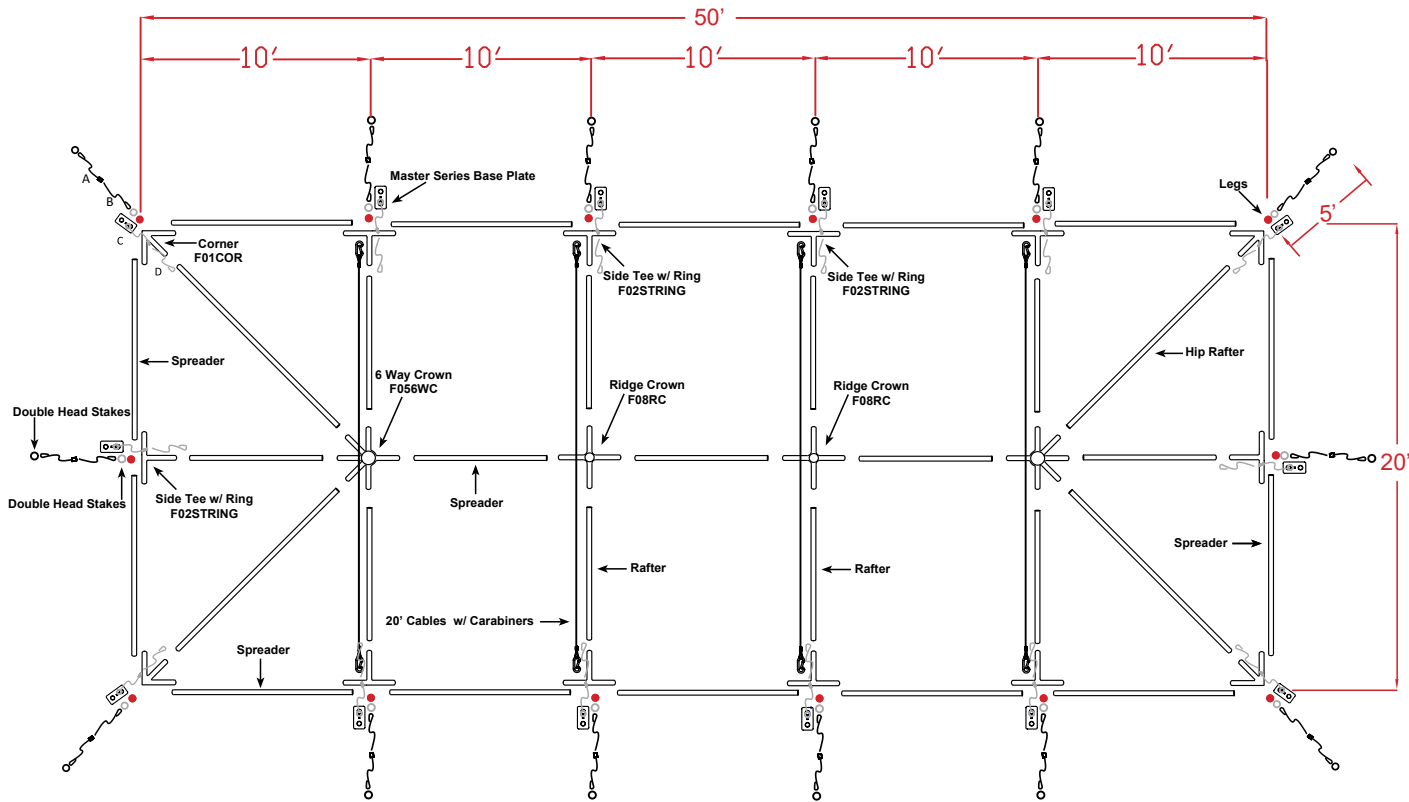 50'
10'
10'
10'
10'
10'
A
B
C
D
Master Series Base Plate
Legs
5'
Corner
F01COR
Side Tee w/ Ring
F02STRING
Side Tee w/ Ring
F02STRING
Spreader
Hip Rafter
6 Way Crown
F056WC
Ridge Crown
F08RC
Ridge Crown
F08RC
Double Head Stakes
20'
Double Head Stakes
Side Tee w/ Ring
F02STRING
Spreader
Spreader
Rafter
Rafter
20' Cables w/ Carabiners
Spreader